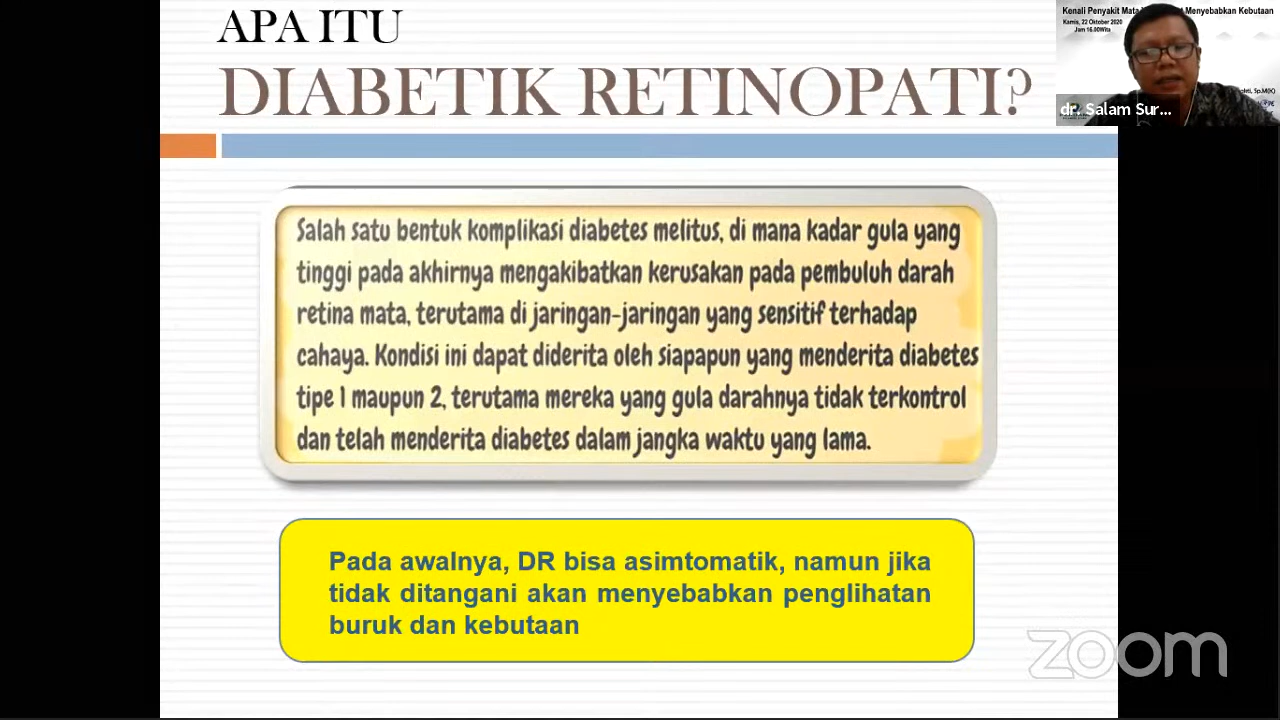 APA ITU
DIABETIK RETINOPATI?
Salah satu bentuk komplikasi diabetes melitus, di mana kadar gula yang
tinggi pada akhirnya mengakibatkan kerusakan pada pembuluh darah
retina mata, terutama di jaringan-jaringan yang sensitif terhadap
cahaya. Kondisi ini dapat diderita oleh siapapun yang menderita diabetes
tipe 1 maupun 2, terutama mereka yang gula darahnya tidak terkontrol
dan telah menderita diabetes dalam jangka waktu yang lama.
Pada awalnya, DR bisa asimtomatik, namun jika
tidak ditangani akan menyebabkan penglihatan
buruk dan kebutaan
Kenali Penyakit Mata Menyebabkan Kebutaan
Kamis, 22 Oktober 2020
Jam 16.00Wita
Sp.M(K)
dr. Salam Sur...
zoom